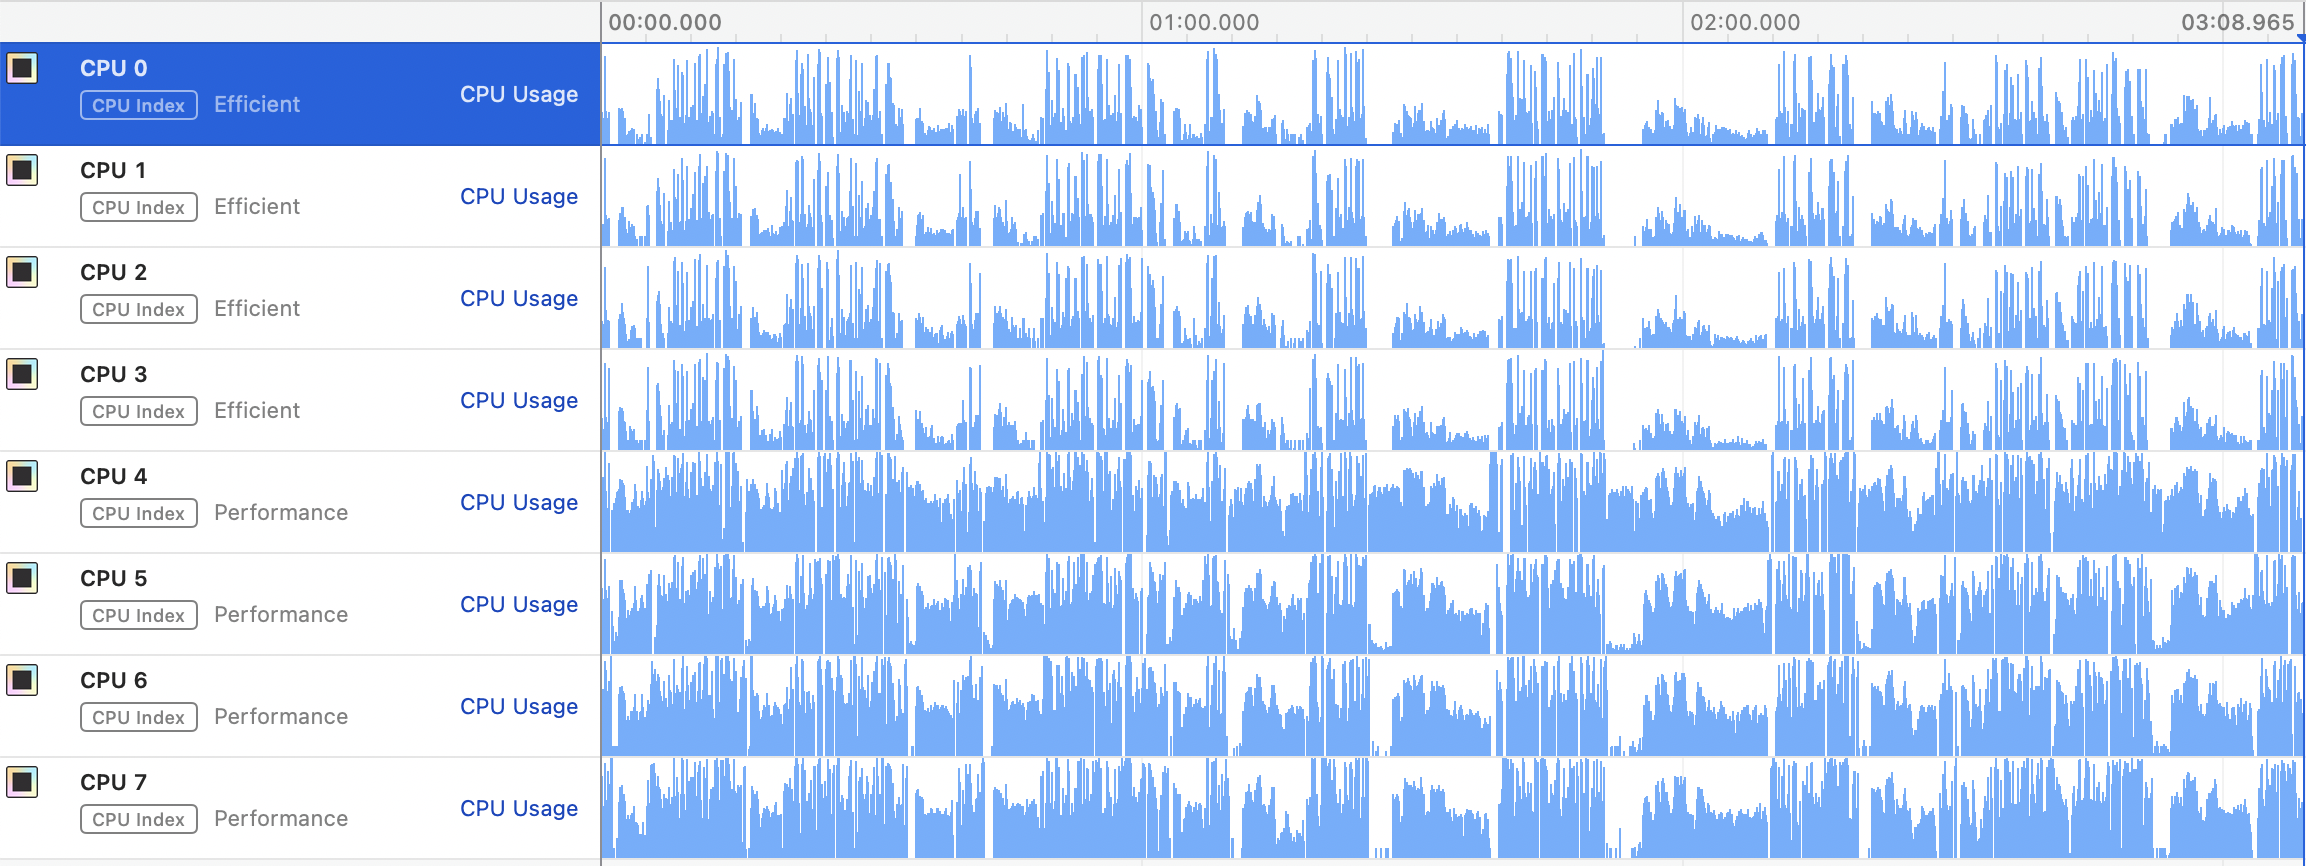 00:00.000 01:00.000 02:00.000 03:08.965
CPU 0
CPU Index Efficient CPU Usage
CPU 1
CPU Index Efficient CPU Usage
CPU 2
CPU Index Efficient CPU Usage
CPU 3
CPU Index Efficient CPU Usage
CPU 4
CPU Index Performance CPU Usage
CPU 5
CPU Index Performance CPU Usage
CPU 6
CPU Index Performance CPU Usage
CPU 7
CPU Index Performance CPU Usage